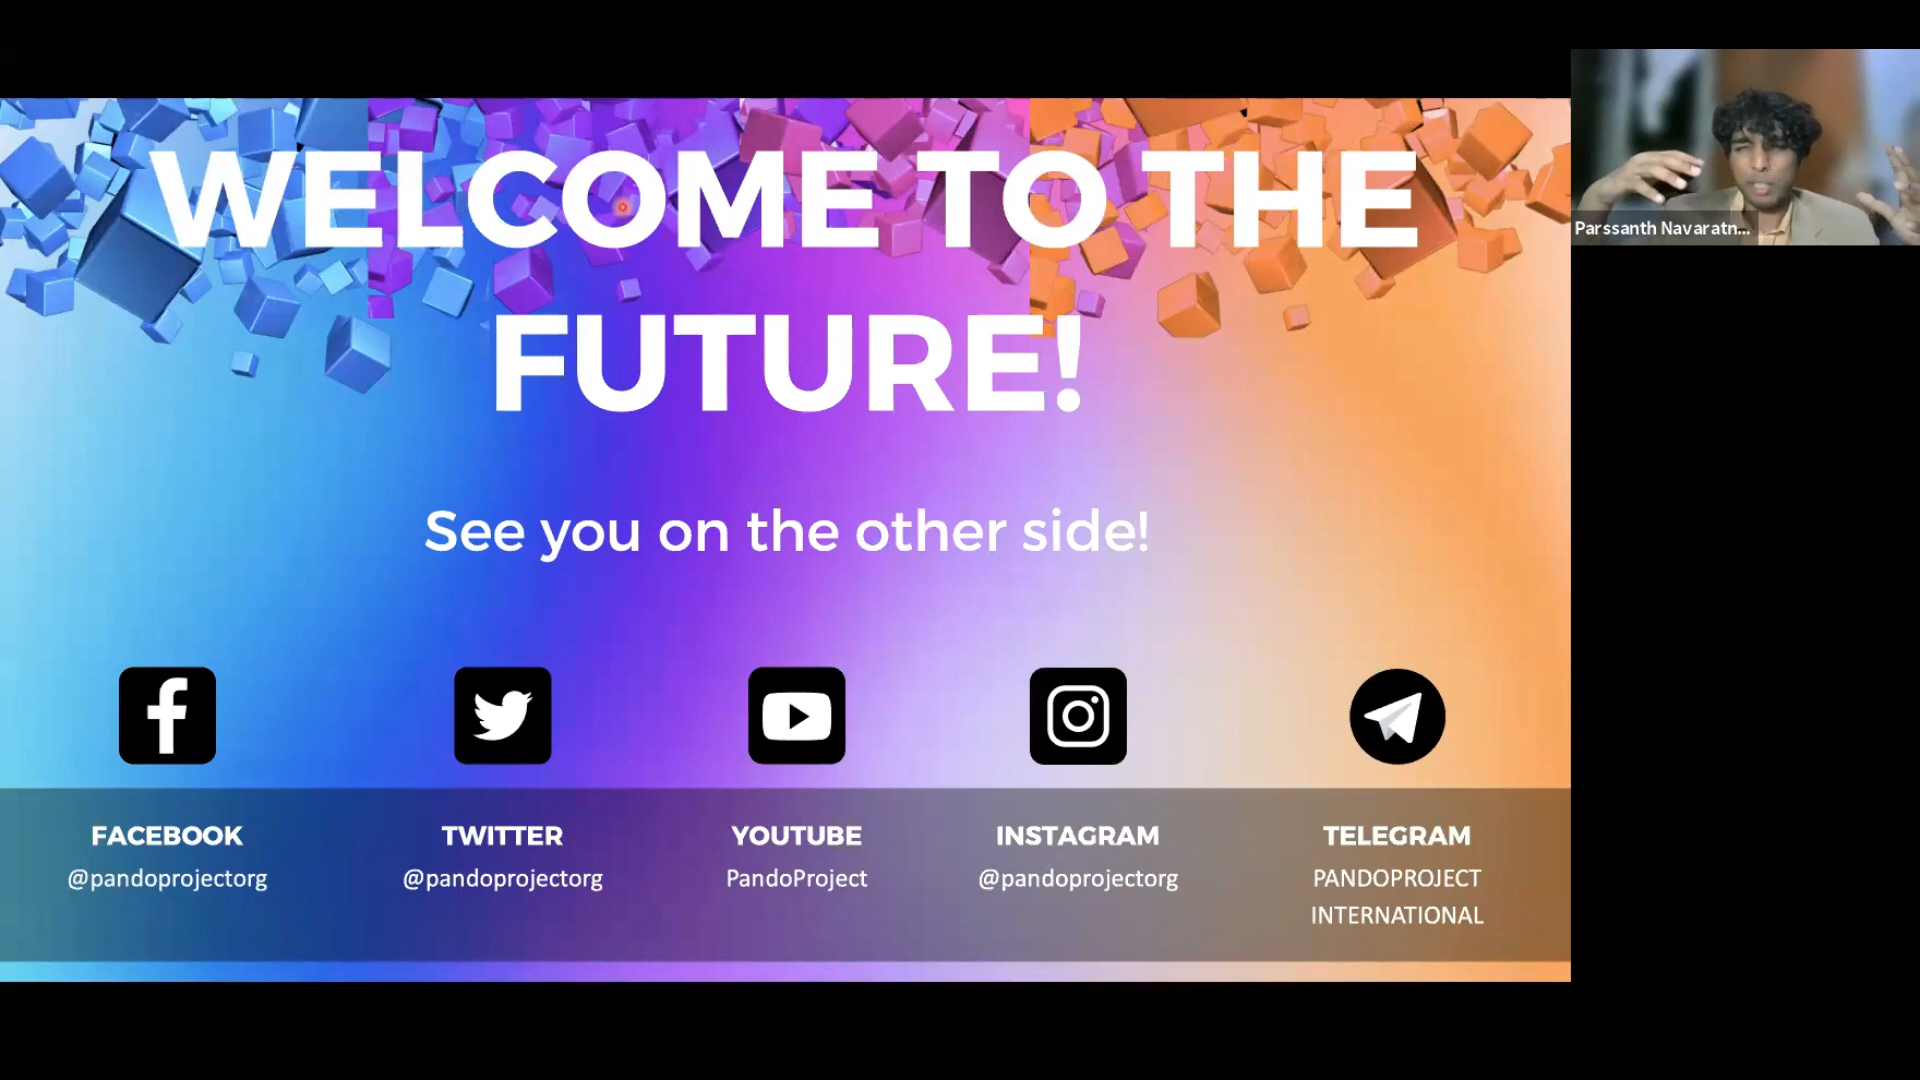 WELCOME TO THE
FUTURE!
See you on the other side!
FACEBOOK
@pandoprojectorg
TWITTER
@pandoprojectorg
YOUTUBE
PandoProject
INSTAGRAM
@pandoprojectorg
TELEGRAM
PANDOPROJECT
INTERNATIONAL
Parssanth Navaratn...